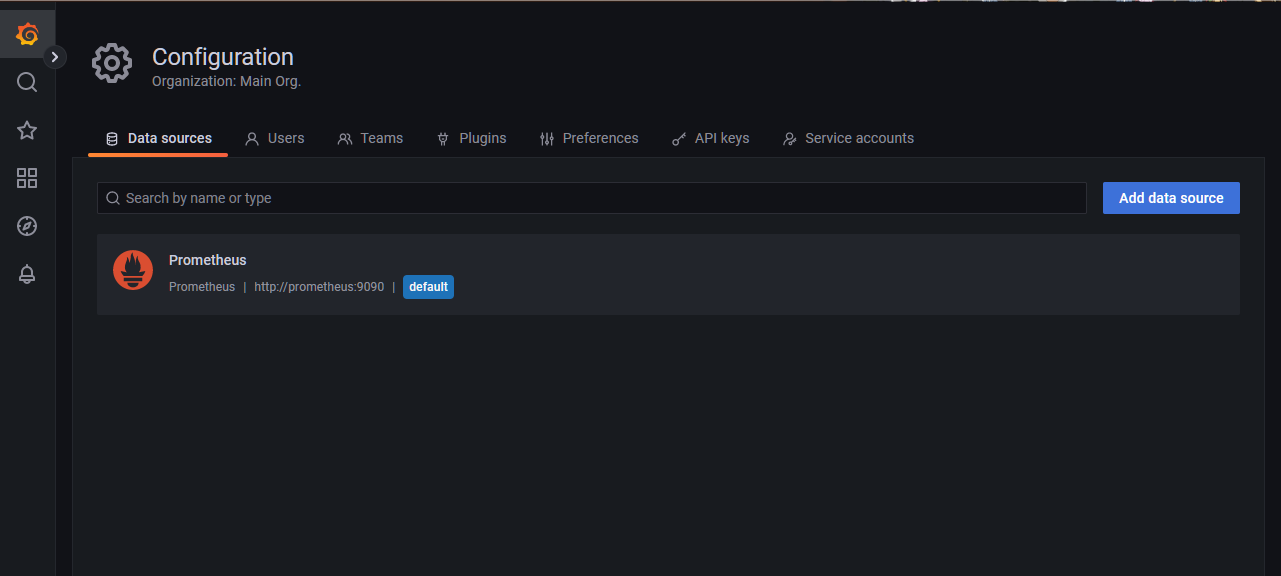 Configuration
Organization: Main Org.
Data sources Users Teams Plugins Preferences API keys Service accounts
Search by name or type Add data source
Prometheus
Prometheus | http://prometheus:9090 | default